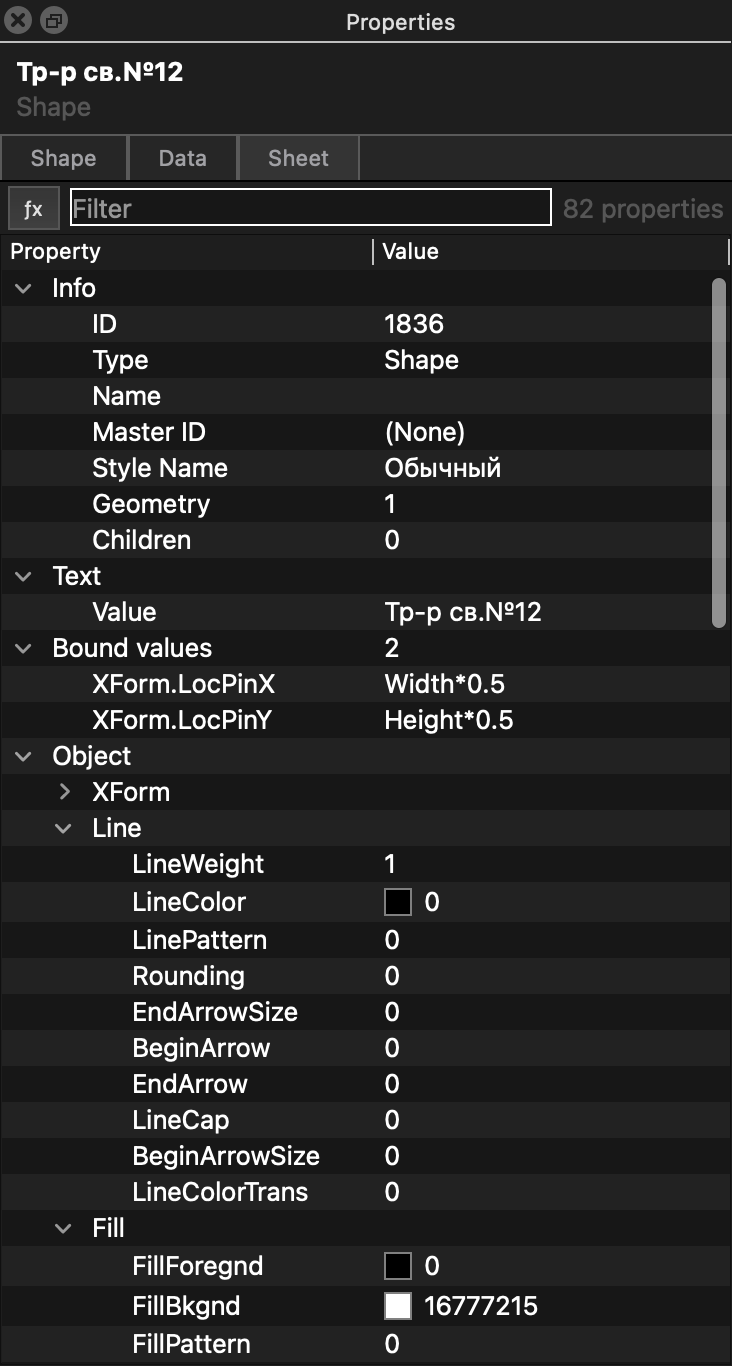 Properties
Тр-р св.№12
Shape
Shape Data Sheet
ƒx Filter 82 properties
Property Value
Info
ID 1836
Type Shape
Name
Master ID (None)
Style Name Обычный
Geometry 1
Children 0
Text
Value Тр-р св.№12
Bound values 2
XForm.LocPinX Width*0.5
XForm.LocPinY Height*0.5
Object
XForm
Line
LineWeight 1
LineColor 0
LinePattern 0
Rounding 0
EndArrowSize 0
BeginArrow 0
EndArrow 0
LineCap 0
BeginArrowSize 0
LineColorTrans 0
Fill
FillForegnd 0
FillBkgnd 16777215
FillPattern 0